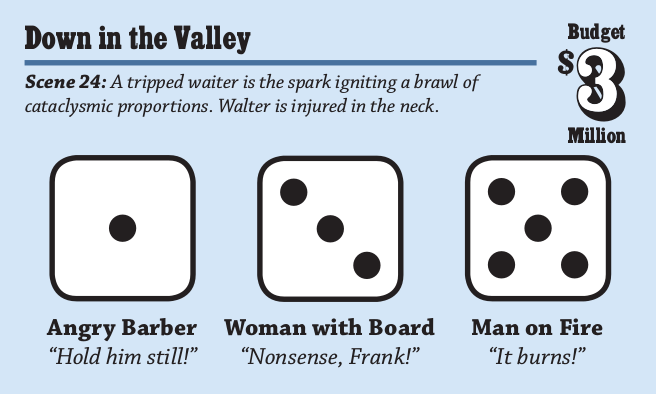 Down in the Valley
Budget
$3
Million
Scene 24: A tripped waiter is the spark igniting a brawl of
cataclysmic proportions. Walter is injured in the neck.
Angry Barber
“Hold him still!”
Woman with Board
“Nonsense, Frank!”
Man on Fire
“It burns!”